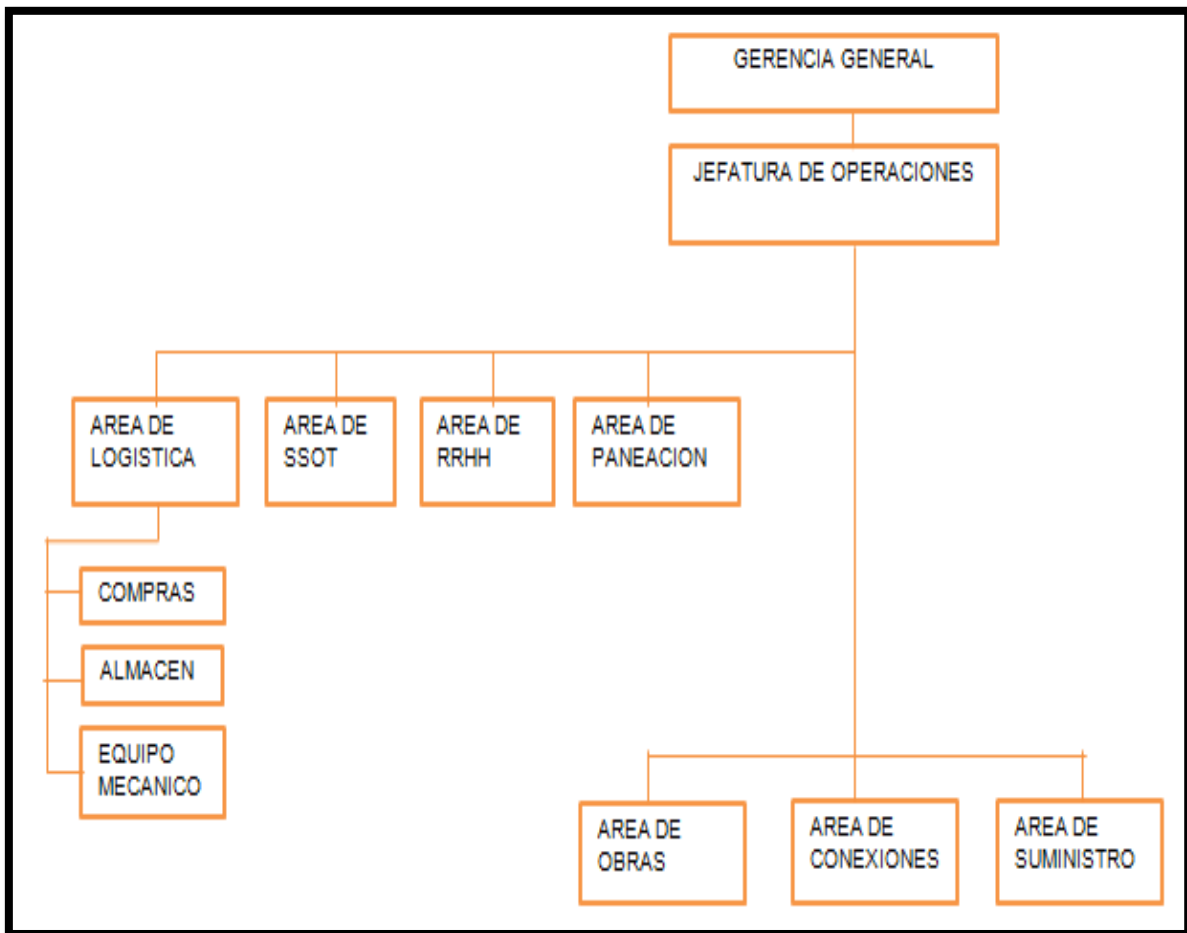 GERENCIA GENERAL
JEFATURA DE OPERACIONES
AREA DE
LOGISTICA
AREA DE
SSOT
AREA DE
RRHH
AREA DE
PANEACION
COMPRAS
ALMACEN
EQUIPO
MECANICO
AREA DE
OBRAS
AREA DE
CONEXIONES
AREA DE
SUMINISTRO